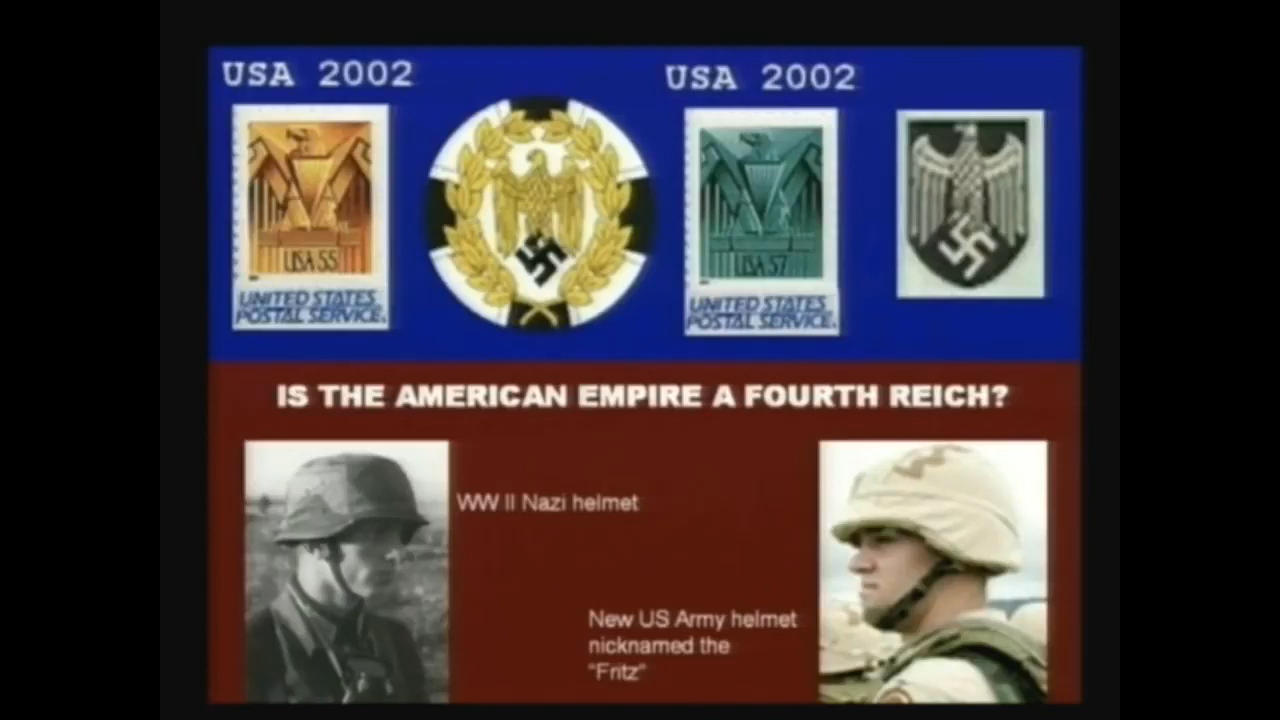 USA 2002
USA 2002
USA 55
UNITED STATES
POSTAL SERVICE.
USA 57
UNITED STATES
POSTAL SERVICE.
IS THE AMERICAN EMPIRE A FOURTH REICH?
WW II Nazi helmet
New US Army helmet
nicknamed the
"Fritz"